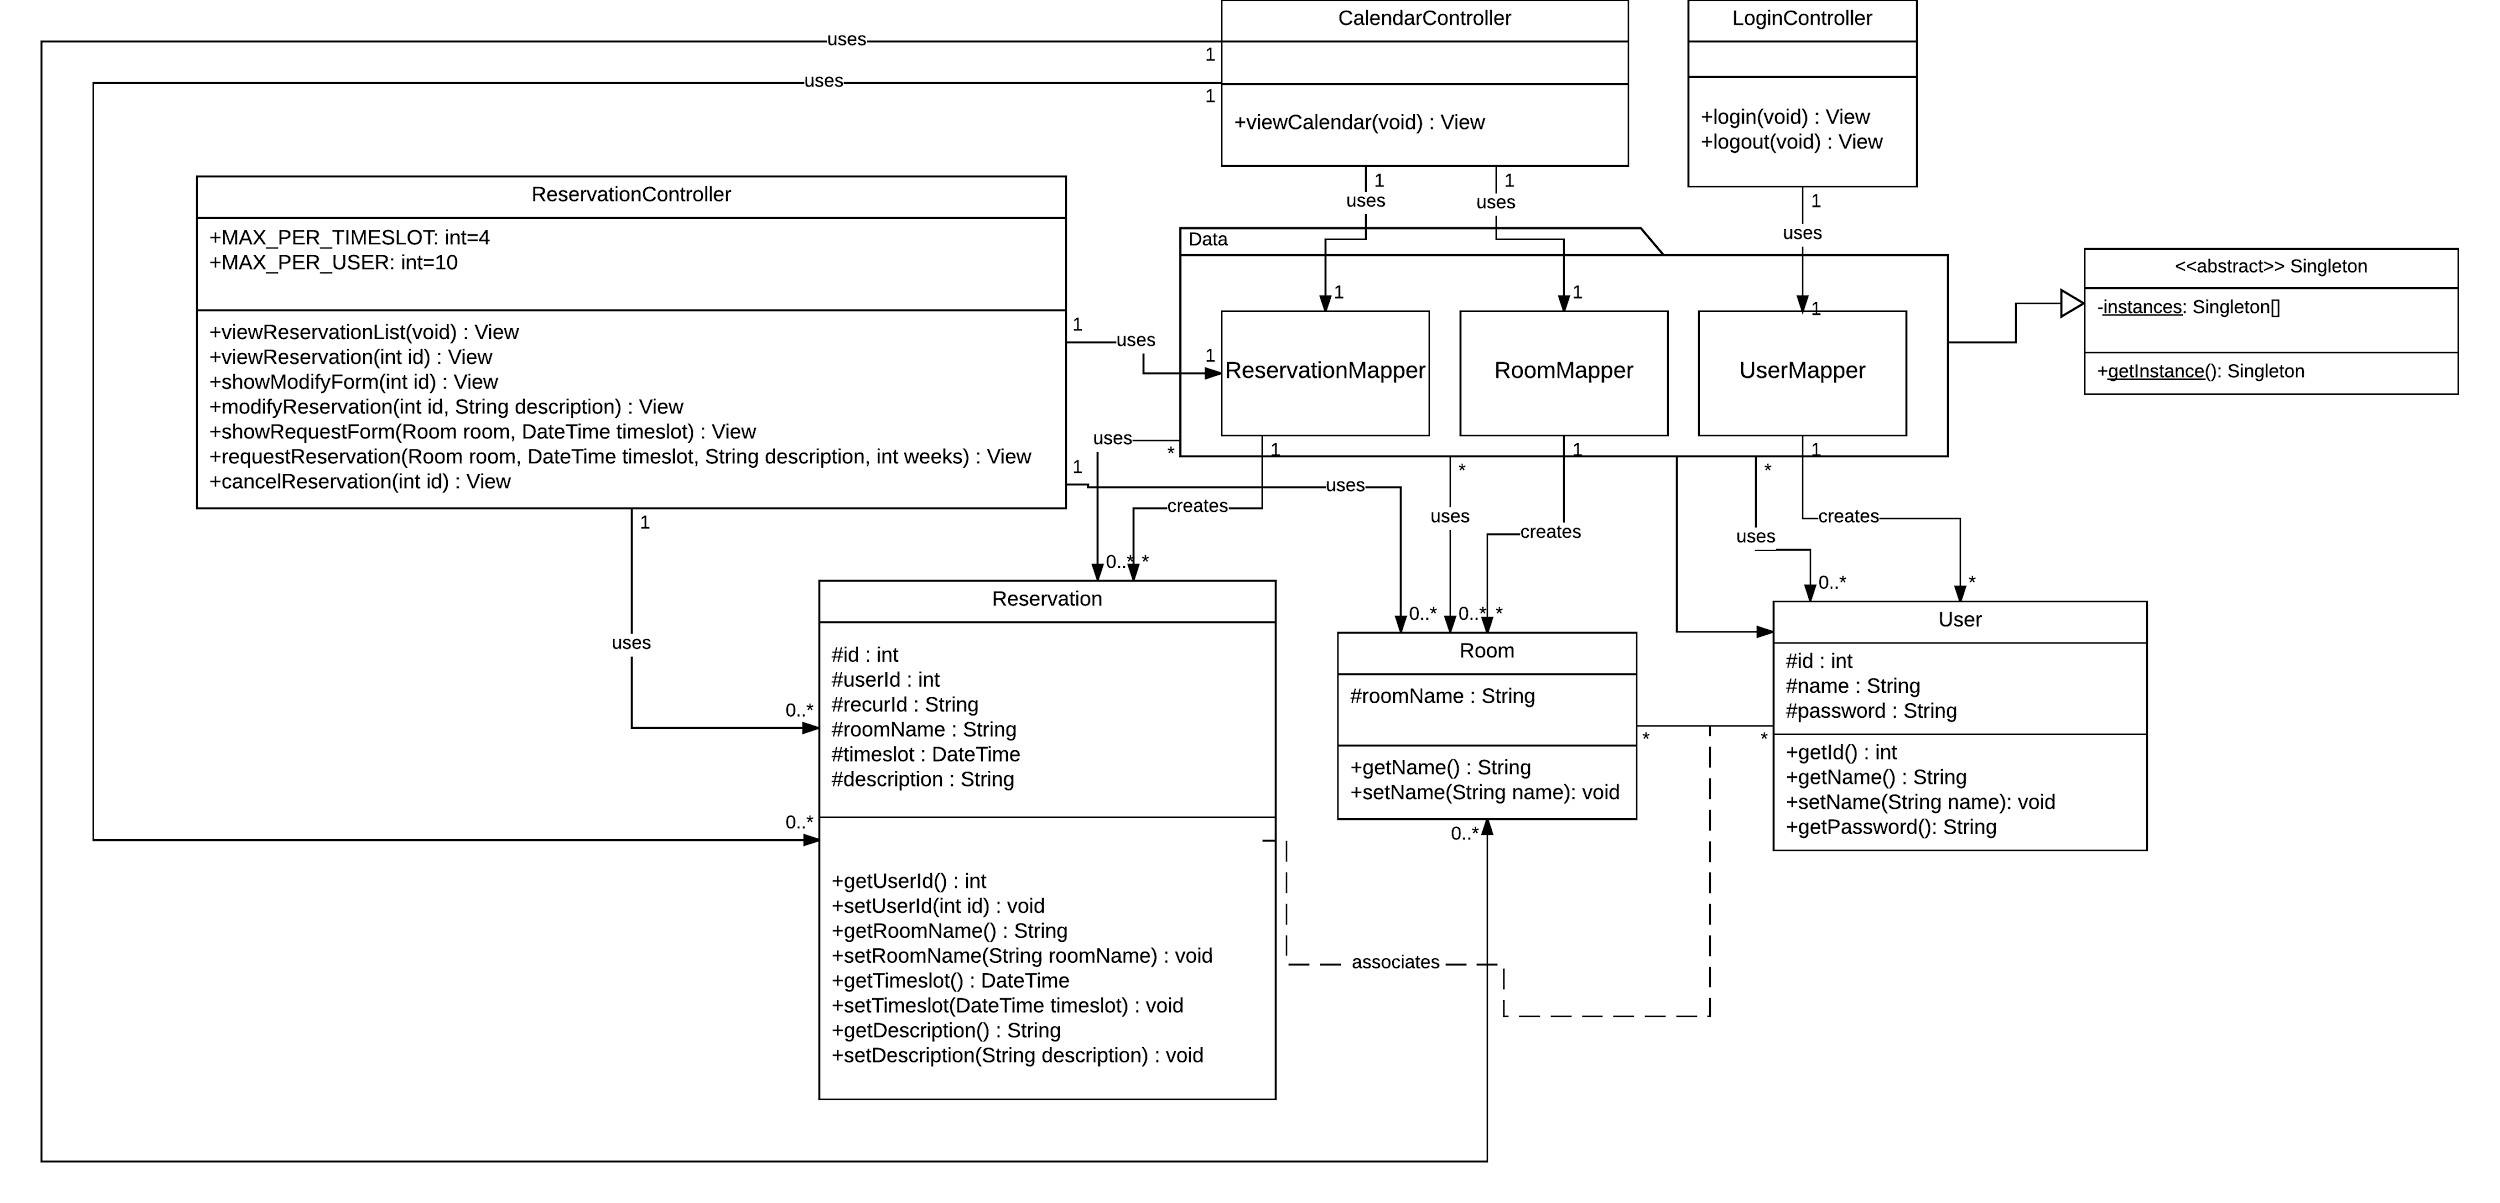 CalendarController
+viewCalendar(void) : View
LoginController
+login(void) : View
+logout(void) : View
uses
1
uses
1
ReservationController
+MAX_PER_TIMESLOT: int=4
+MAX_PER_USER: int=10
+viewReservationList(void) : View
+viewReservation(int id) : View
+showModifyForm(int id) : View
+modifyReservation(int id, String description) : View
+showRequestForm(Room room, DateTime timeslot) : View
+requestReservation(Room room, DateTime timeslot, String description, int weeks) : View
+cancelReservation(int id) : View
1
uses
1
uses
1
uses
Data
1
1
1
ReservationMapper
RoomMapper
UserMapper
<<abstract>> Singleton
-instances: Singleton[]
+getInstance(): Singleton
1
uses
1
uses
*
1
uses
1
creates
*
uses
1
creates
*
uses
1
creates
0..*
*
0..*
0..*
*
0..*
*
1
uses
0..*
0..*
Reservation
#id : int
#userId : int
#recurId : String
#roomName : String
#timeslot : DateTime
#description : String
+getUserId() : int
+setUserId(int id) : void
+getRoomName() : String
+setRoomName(String roomName) : void
+getTimeslot() : DateTime
+setTimeslot(DateTime timeslot) : void
+getDescription() : String
+setDescription(String description) : void
Room
#roomName : String
+getName() : String
+setName(String name): void
*
*
0..*
associates
User
#id : int
#name : String
#password : String
+getId() : int
+getName() : String
+setName(String name): void
+getPassword(): String